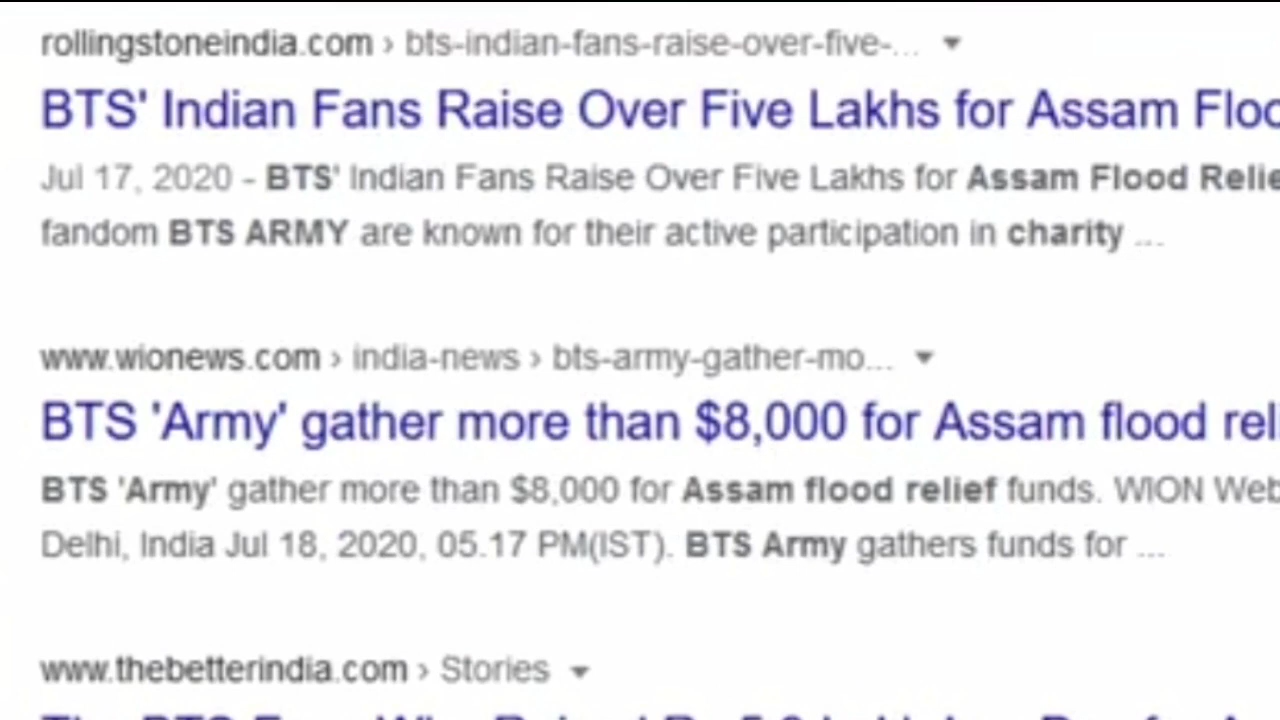 rollingstoneindia.com › bts-indian-fans-raise-over-five-...
BTS' Indian Fans Raise Over Five Lakhs for Assam Floo
Jul 17, 2020 - BTS' Indian Fans Raise Over Five Lakhs for Assam Flood Relie
fandom BTS ARMY are known for their active participation in charity ...
www.wionews.com › india-news › bts-army-gather-mo...
BTS 'Army' gather more than $8,000 for Assam flood reli
BTS 'Army' gather more than $8,000 for Assam flood relief funds. WION Web
Delhi, India Jul 18, 2020, 05.17 PM(IST). BTS Army gathers funds for ...
www.thebetterindia.com › Stories